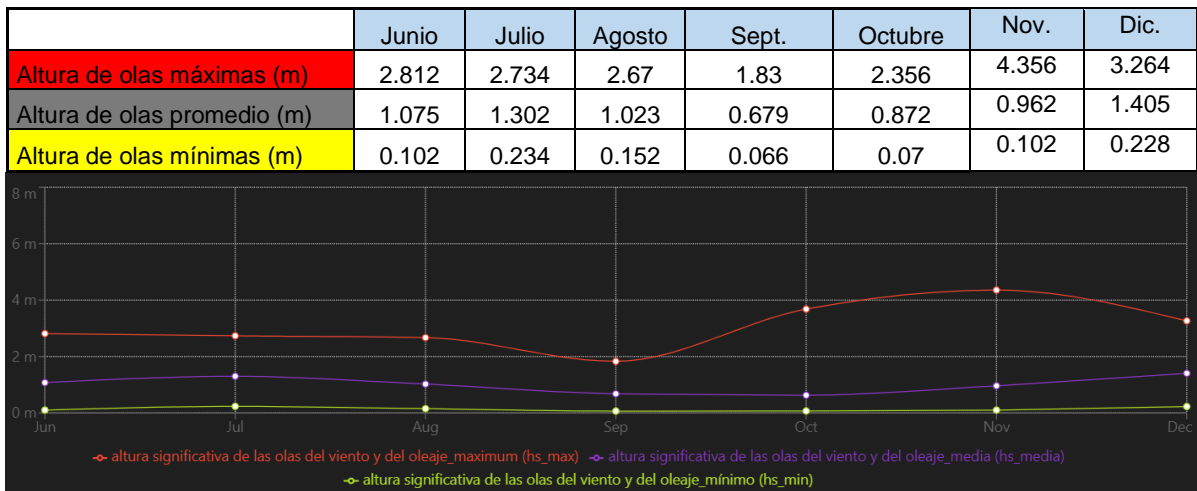 Junio Julio Agosto Sept. Octubre Nov. Dic.
Altura de olas máximas (m) 2.812 2.734 2.67 1.83 2.356 4.356 3.264
Altura de olas promedio (m) 1.075 1.302 1.023 0.679 0.872 0.962 1.405
Altura de olas mínimas (m) 0.102 0.234 0.152 0.066 0.07 0.102 0.228
8 m
6 m
4 m
2 m
0 m
Jun Jul Aug Sep Oct Nov Dec
altura significativa de las olas del viento y del oleaje_maximum (hs_max) altura significativa de las olas del viento y del oleaje_media (hs_media)
altura significativa de las olas del viento y del oleaje_mínimo (hs_min)